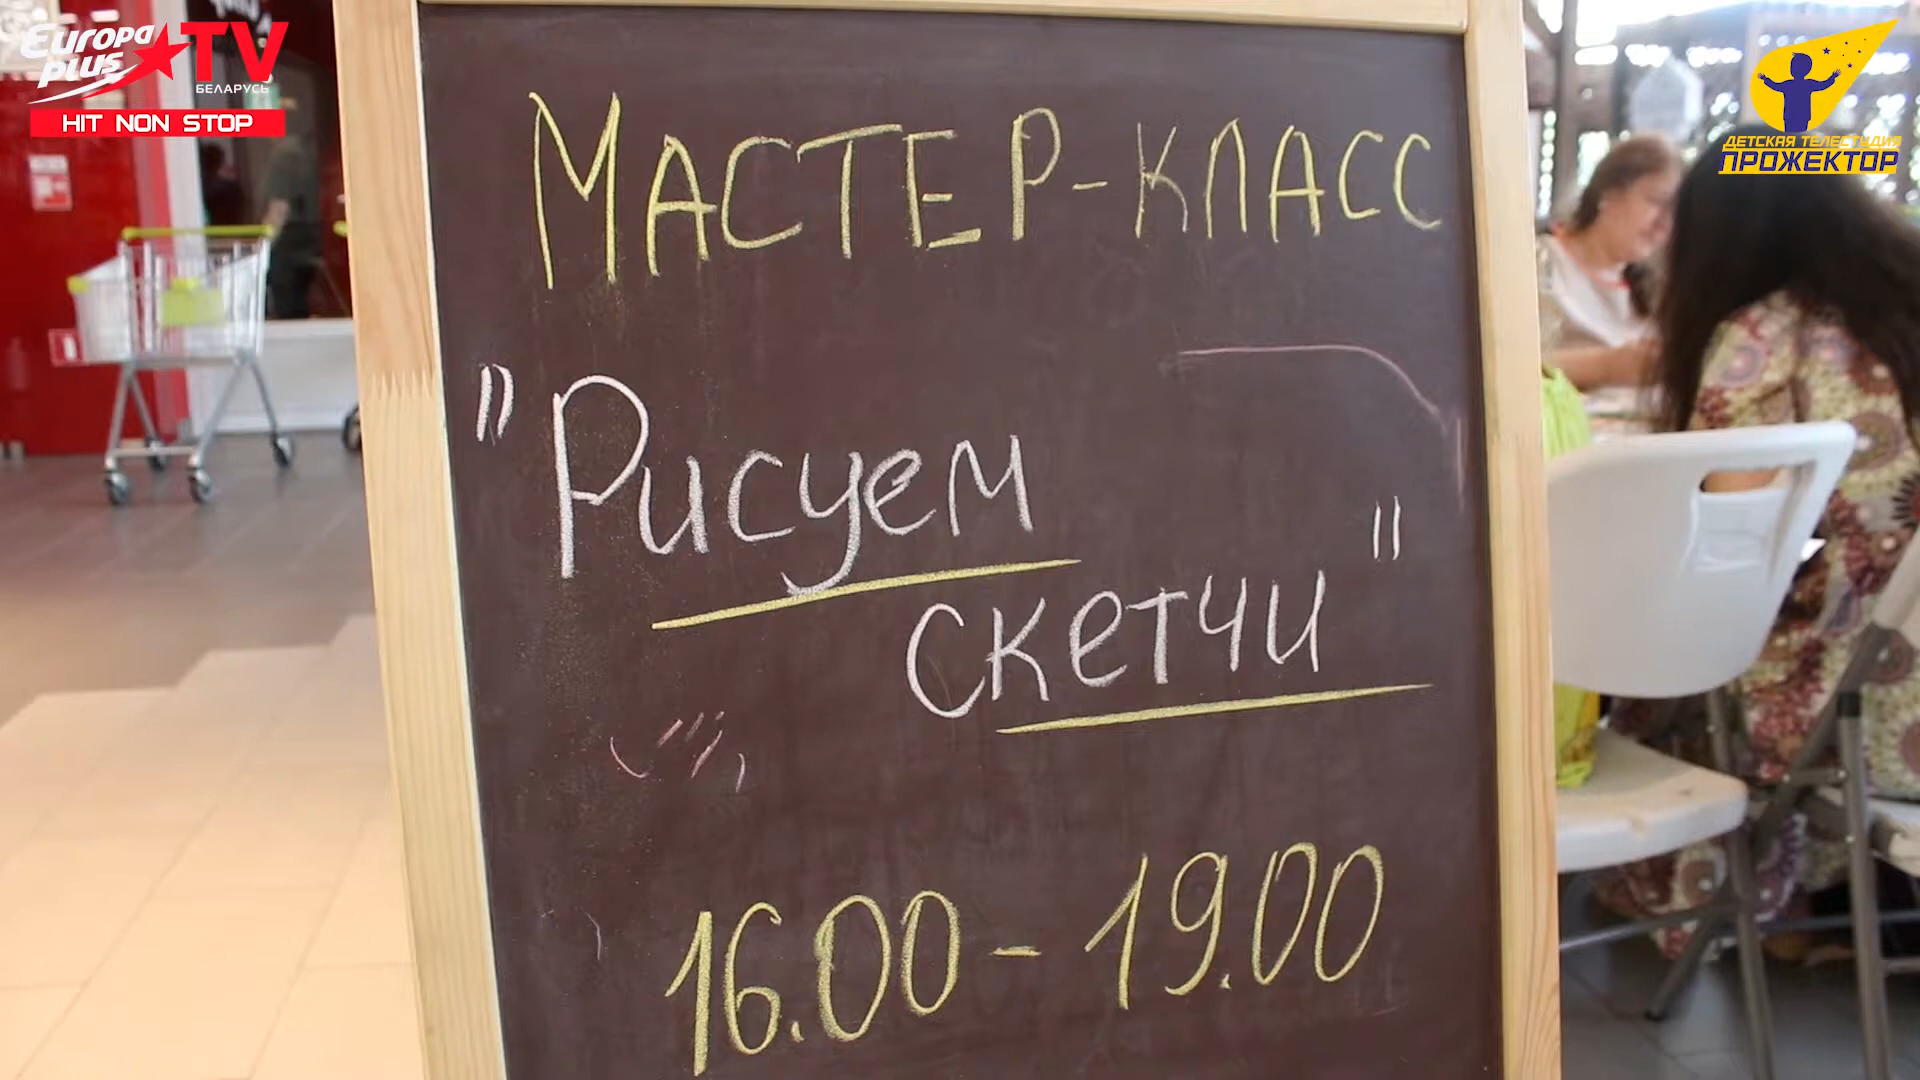 Europa plus TV
БЕЛАРУСЬ
HIT NON STOP
ДЕТСКАЯ ТЕЛЕСТУДИЯ
ПРОЖЕКТОР
МАСТЕР-КЛАСС
"Рисуем
скетчи"
16.00-19.00